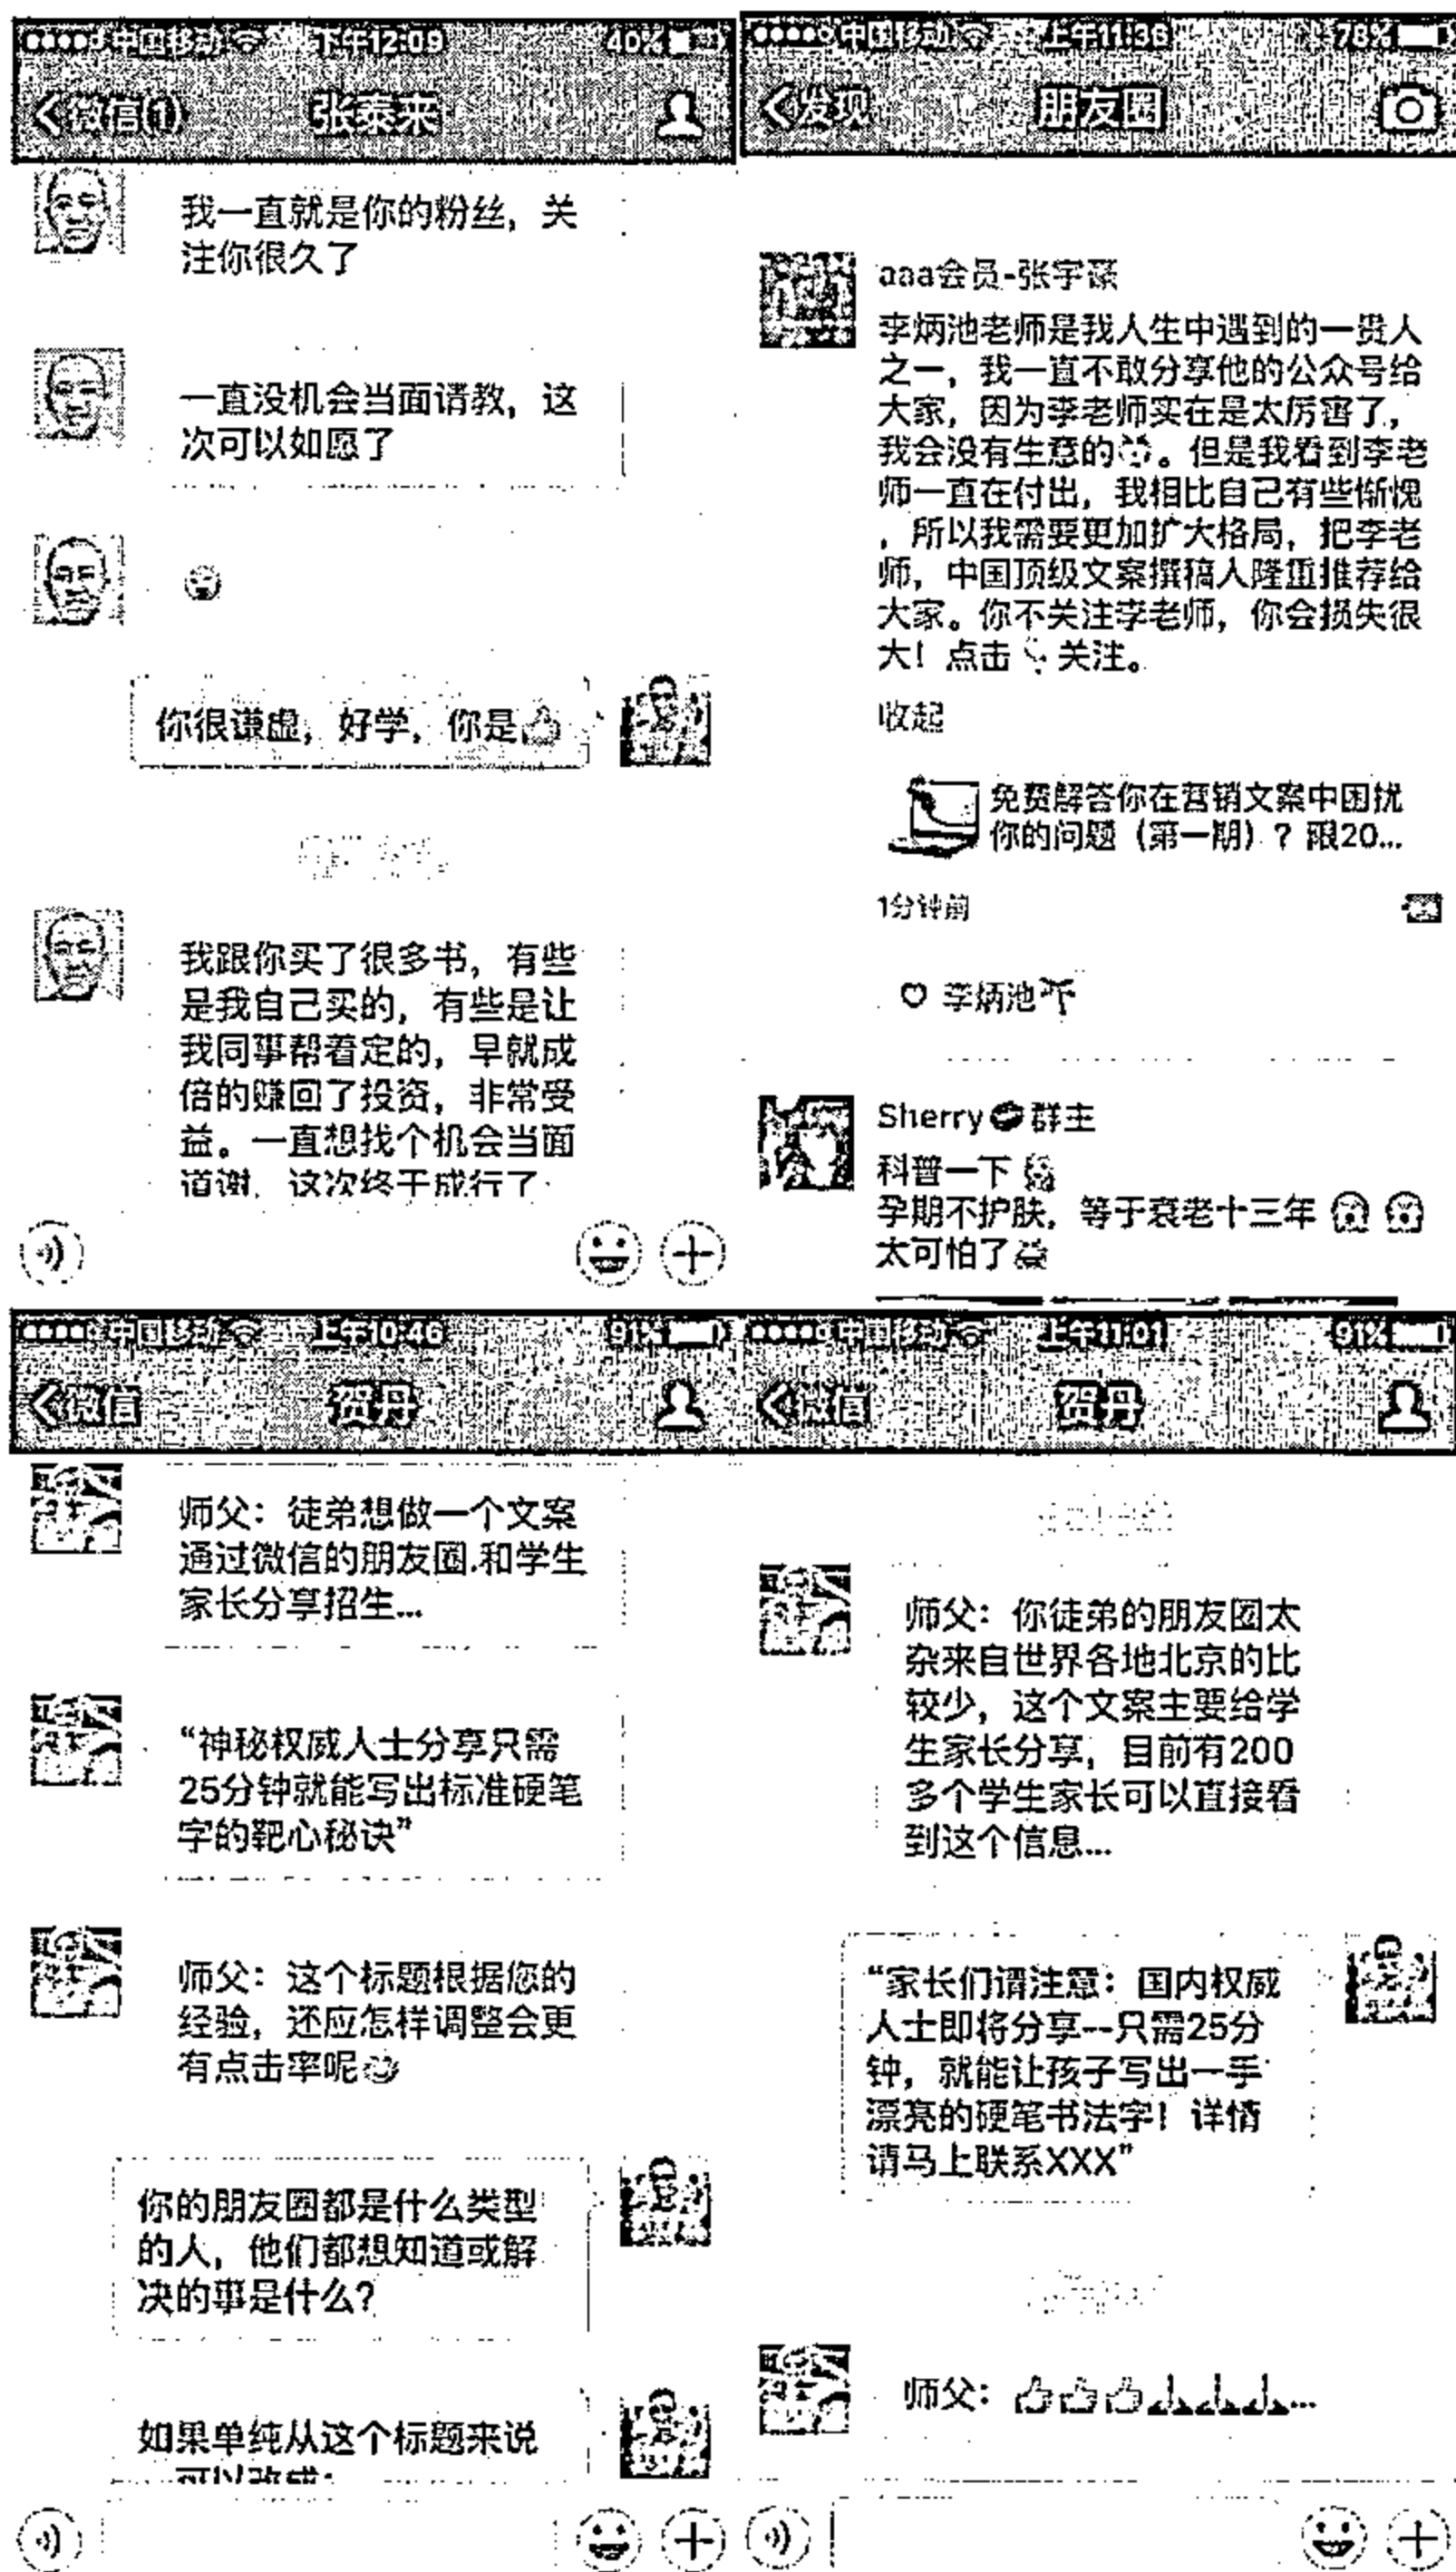 中国移动 下午12:09 40%
微信(1) 张泰来
我一直就是你的粉丝，关
注你很久了
一直没机会当面请教，这
次可以如愿了
你很谦虚，好学，你是
我跟你买了很多书，有些
是我自己买的，有些是让
我同事帮着定的，早就成
倍的赚回了投资，非常受
益。一直想找个机会当面
道谢，这次终于成行了
中国移动 上午11:36 78%
发现 朋友圈
aaa会员-张宇
李炳池老师是我人生中遇到的一贵人
之一，我一直不敢分享他的公众号给
大家，因为李老师实在是太厉害了，
我会没有生意的。但是我看到李老
师一直在付出，我相比自己有些惭愧
，所以我需要更加扩大格局，把李老
师，中国顶级文案撰稿人隆重推荐给
大家。你不关注李老师，你会损失很
大！点击👇关注。
收起
免费解答你在营销文案中困扰
你的问题（第一期）？限20...
1分钟前
♡ 李炳池🌴
Sherry💋群主
科普一下
孕期不护肤，等于衰老十三年😱😱
太可怕了
中国移动 上午10:46 91%
微信 贺丹
师父：徒弟想做一个文案
通过微信的朋友圈.和学生
家长分享招生...
“神秘权威人士分享只需
25分钟就能写出标准硬笔
字的靶心秘诀”
师父：这个标题根据您的
经验，还应怎样调整会更
有点击率呢
你的朋友圈都是什么类型
的人，他们都想知道或解
决的事是什么？
如果单纯从这个标题来说
，可以改成：
中国移动 上午11:01 91%
微信 贺丹
师父：你徒弟的朋友圈太
杂来自世界各地北京的比
较少，这个文案主要给学
生家长分享，目前有200
多个学生家长可以直接看
到这个信息...
“家长们请注意：国内权威
人士即将分享--只需25分
钟，就能让孩子写出一手
漂亮的硬笔书法字！详情
请马上联系XXX”
师父：👍👍👍🙏🙏🙏...